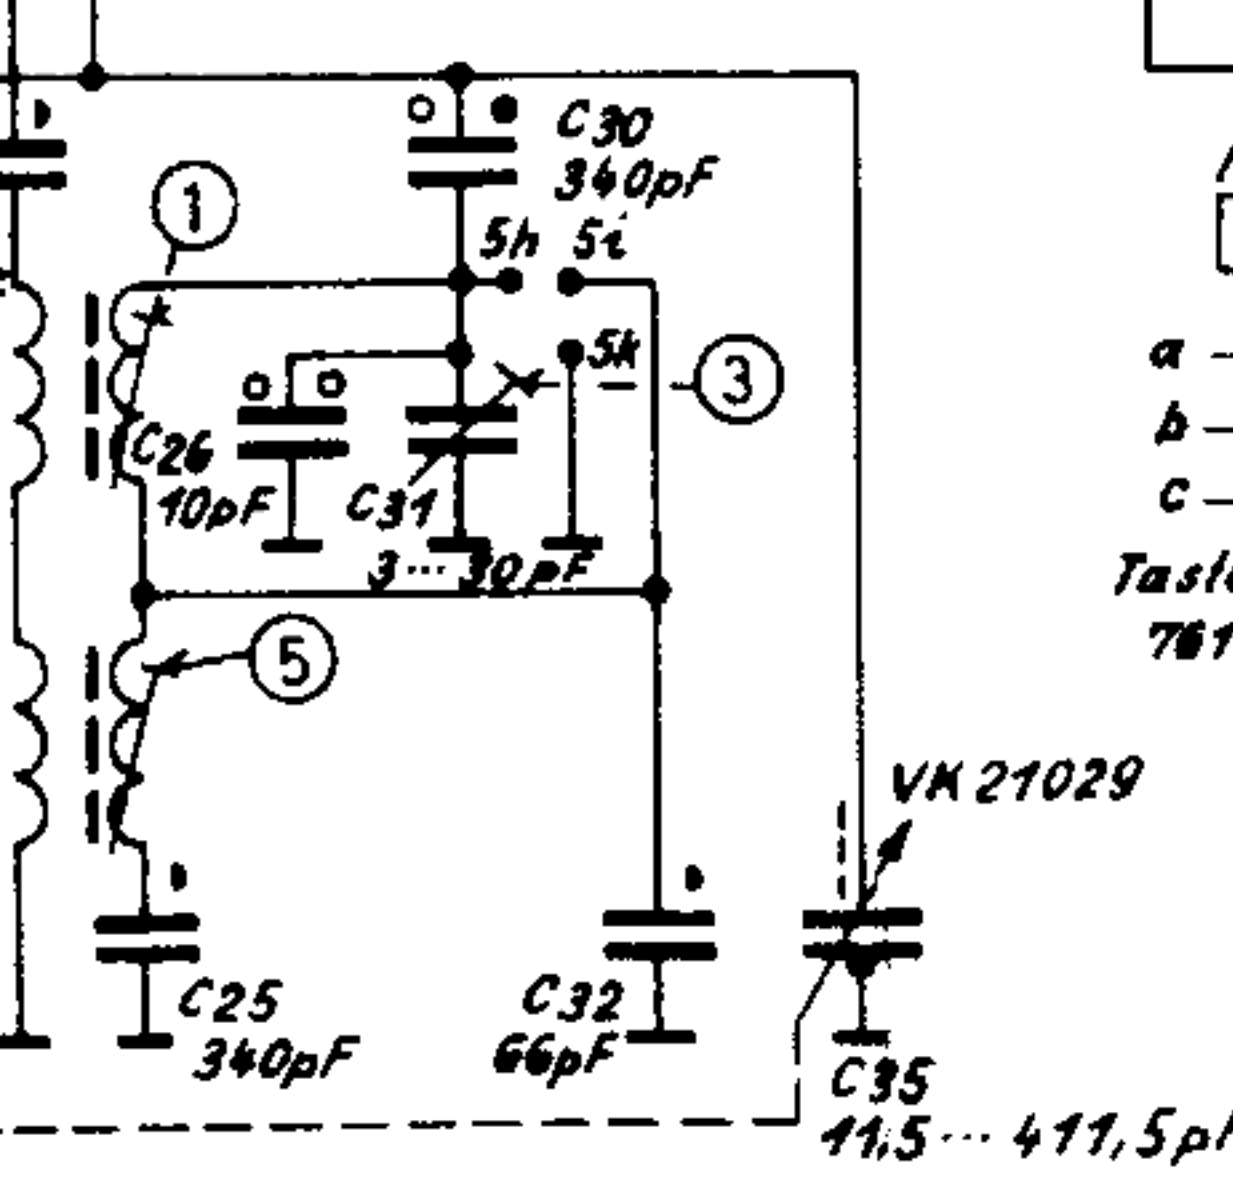 C30
340pF
1
5h 5i
5k
3
C26
10pF
C31
3...30pF
5
a
b
c
VK 21029
C25
340pF
C32
66pF
C35
11,5...411,5p